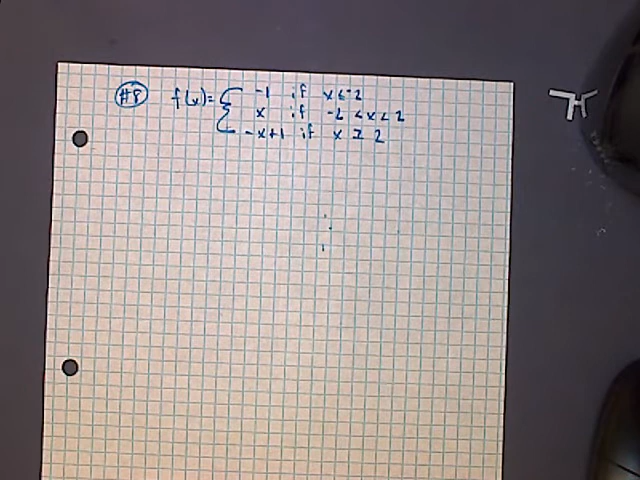 #8 f(x) = { -1 if x < -2
x if -2 < x < 2
-x+1 if x ≥ 2